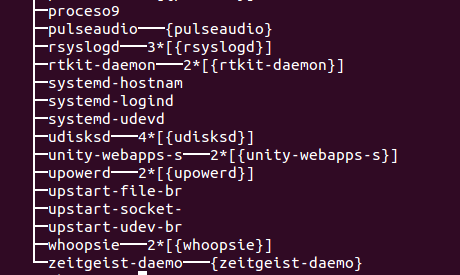 ├─proceso9
├─pulseaudio───{pulseaudio}
├─rsyslogd───3*[{rsyslogd}]
├─rtkit-daemon───2*[{rtkit-daemon}]
├─systemd-hostnam
├─systemd-logind
├─systemd-udevd
├─udisksd───4*[{udisksd}]
├─unity-webapps-s───2*[{unity-webapps-s}]
├─upowerd───2*[{upowerd}]
├─upstart-file-br
├─upstart-socket-
├─upstart-udev-br
├─whoopsie───2*[{whoopsie}]
└─zeitgeist-daemo───{zeitgeist-daemo}